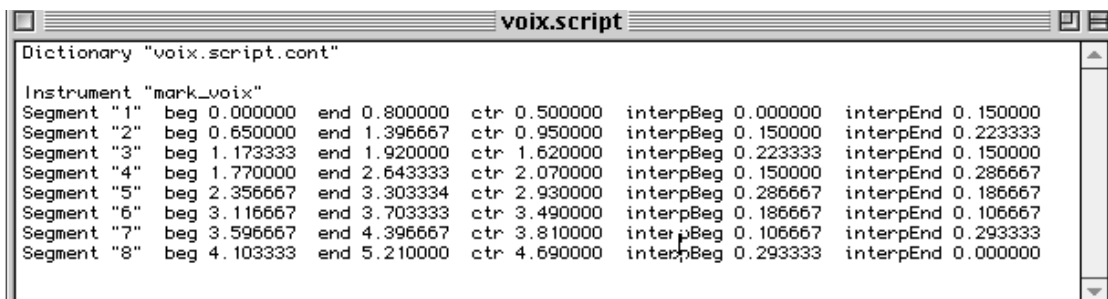 voix.script
Dictionary "voix.script.cont"
Instrument "mark_voix"
Segment "1" beg 0.000000 end 0.800000 ctr 0.500000 interpBeg 0.000000 interpEnd 0.150000
Segment "2" beg 0.650000 end 1.396667 ctr 0.950000 interpBeg 0.150000 interpEnd 0.223333
Segment "3" beg 1.173333 end 1.920000 ctr 1.620000 interpBeg 0.223333 interpEnd 0.150000
Segment "4" beg 1.770000 end 2.643333 ctr 2.070000 interpBeg 0.150000 interpEnd 0.286667
Segment "5" beg 2.356667 end 3.303334 ctr 2.930000 interpBeg 0.286667 interpEnd 0.186667
Segment "6" beg 3.116667 end 3.703333 ctr 3.490000 interpBeg 0.186667 interpEnd 0.106667
Segment "7" beg 3.596667 end 4.396667 ctr 3.810000 interpBeg 0.106667 interpEnd 0.293333
Segment "8" beg 4.103333 end 5.210000 ctr 4.690000 interpBeg 0.293333 interpEnd 0.000000